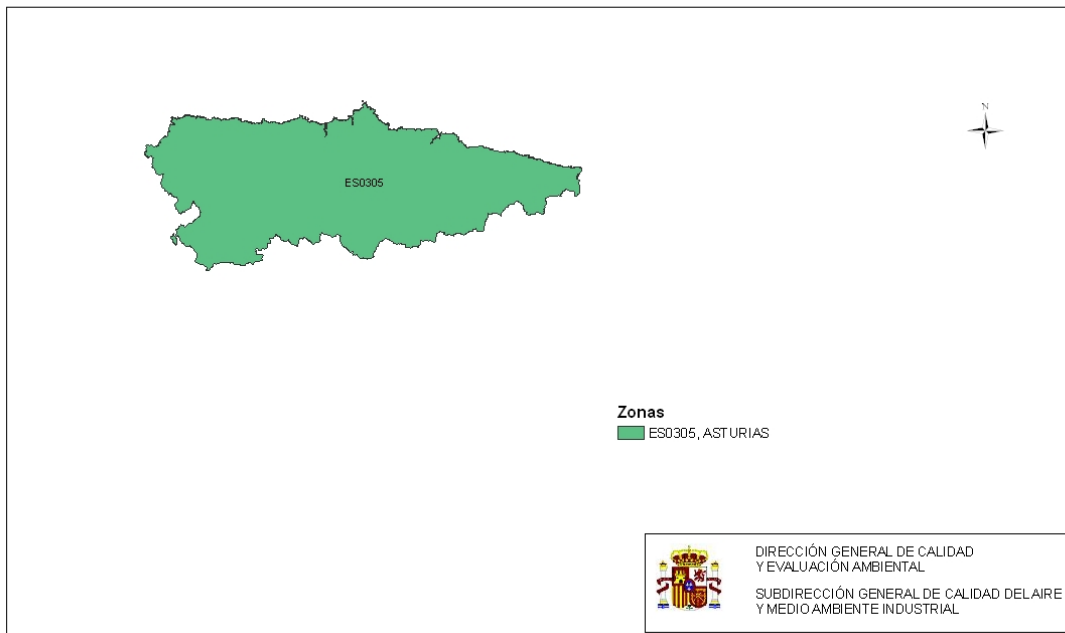 N
ES0305
Zonas
ES0305, ASTURIAS
DIRECCIÓN GENERAL DE CALIDAD
Y EVALUACIÓN AMBIENTAL
SUBDIRECCIÓN GENERAL DE CALIDAD DEL AIRE
Y MEDIO AMBIENTE INDUSTRIAL